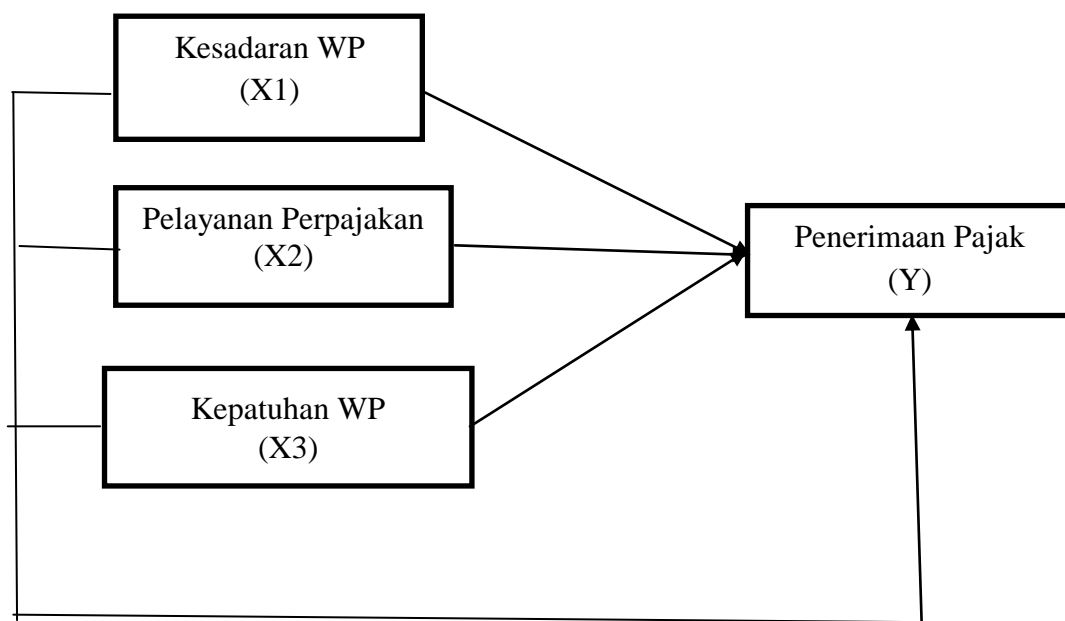 Kesadaran WP
(X1)
Pelayanan Perpajakan
(X2)
Penerimaan Pajak
(Y)
Kepatuhan WP
(X3)